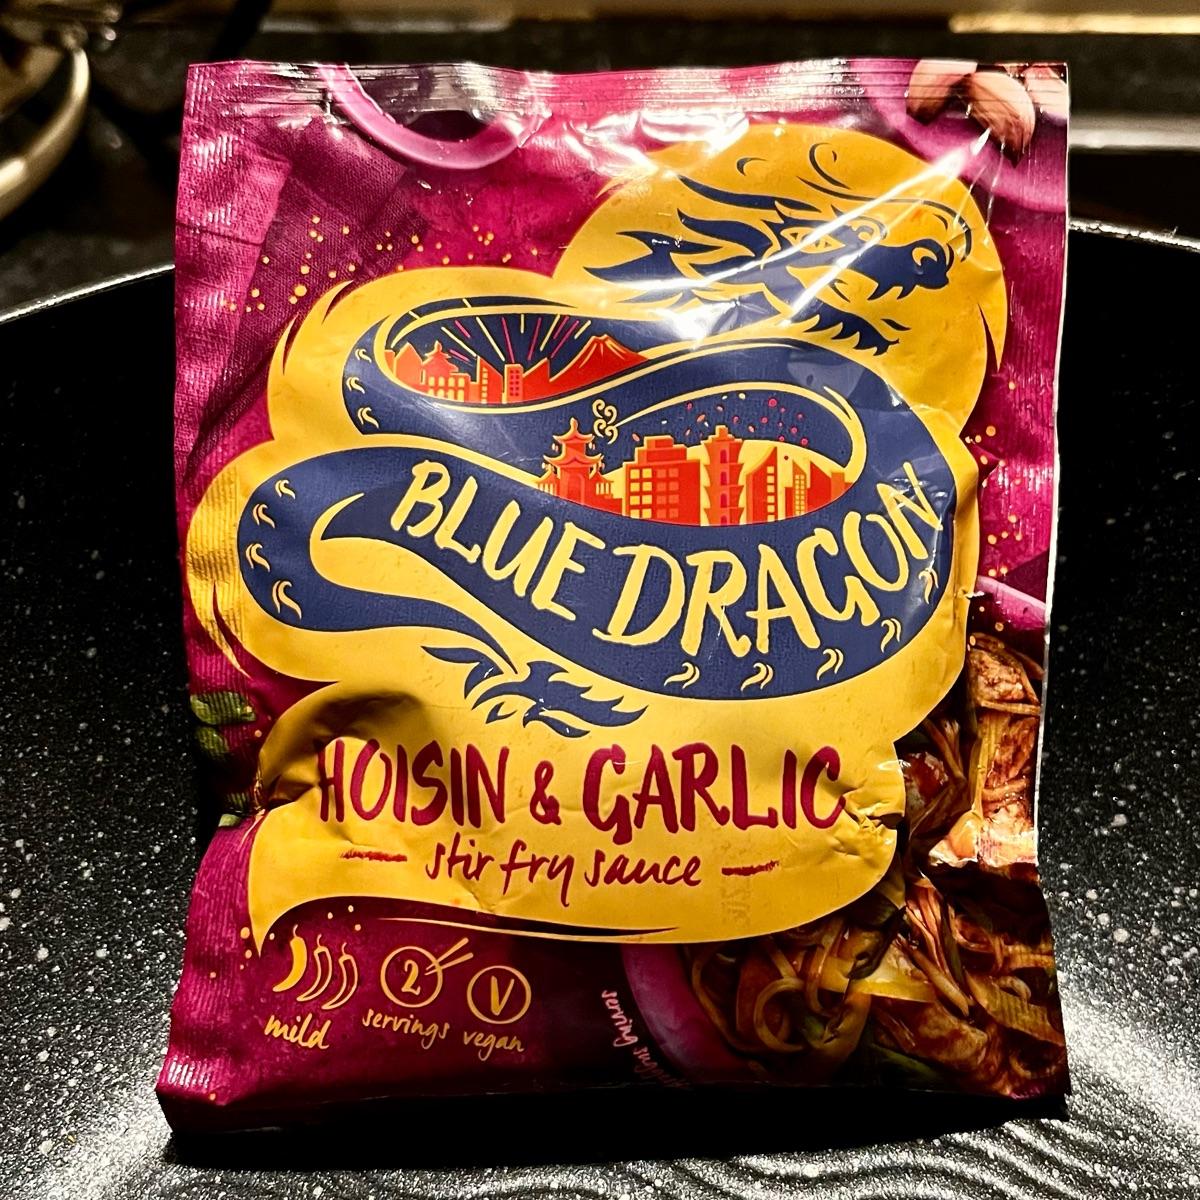 BLUE DRAGON
HOISIN & GARLIC
stir fry sauce
2
V
mild
servings
vegan